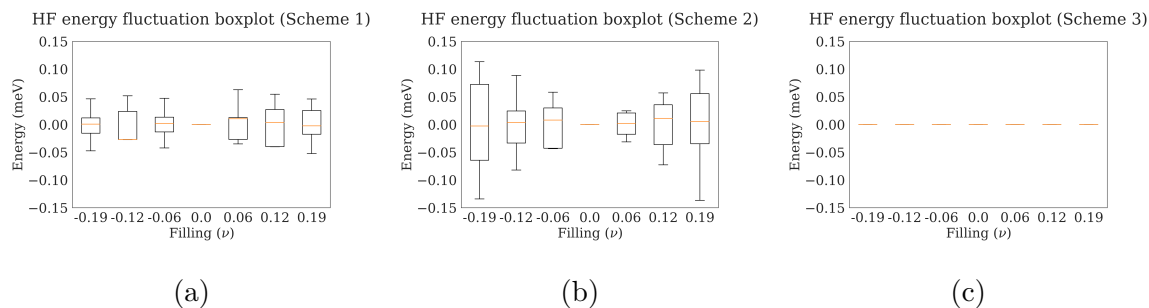 HF energy fluctuation boxplot (Scheme 1)
0.15
0.10
0.05
0.00
−0.05
−0.10
−0.15
Energy (meV)
-0.19 -0.12 -0.06 0.0 0.06 0.12 0.19
Filling (ν)
(a)
HF energy fluctuation boxplot (Scheme 2)
0.15
0.10
0.05
0.00
−0.05
−0.10
−0.15
Energy (meV)
-0.19 -0.12 -0.06 0.0 0.06 0.12 0.19
Filling (ν)
(b)
HF energy fluctuation boxplot (Scheme 3)
0.15
0.10
0.05
0.00
−0.05
−0.10
−0.15
Energy (meV)
-0.19 -0.12 -0.06 0.0 0.06 0.12 0.19
Filling (ν)
(c)